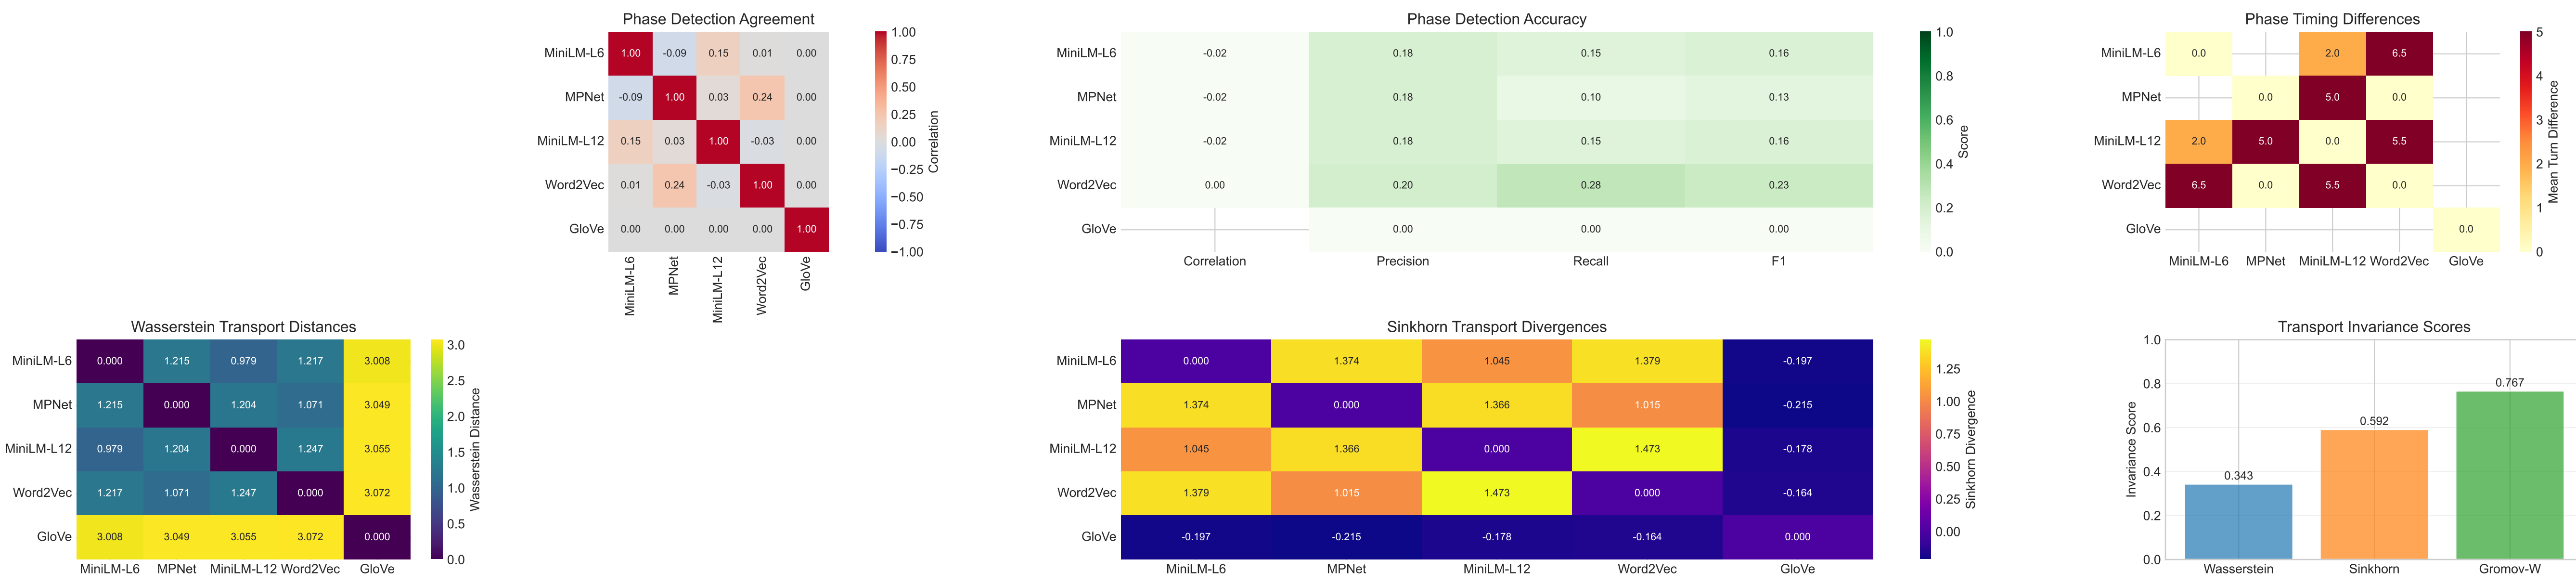 Phase Detection Agreement
MiniLM-L6 1.00 -0.09 0.15 0.01 0.00
MPNet -0.09 1.00 0.03 0.24 0.00
MiniLM-L12 0.15 0.03 1.00 -0.03 0.00
Word2Vec 0.01 0.24 -0.03 1.00 0.00
GloVe 0.00 0.00 0.00 0.00 1.00
MiniLM-L6 MPNet MiniLM-L12 Word2Vec GloVe
1.00
0.75
0.50
0.25
0.00
−0.25
−0.50
−0.75
−1.00
Correlation
Phase Detection Accuracy
MiniLM-L6 -0.02 0.18 0.15 0.16
MPNet -0.02 0.18 0.10 0.13
MiniLM-L12 -0.02 0.18 0.15 0.16
Word2Vec 0.00 0.20 0.28 0.23
GloVe 0.00 0.00 0.00
Correlation Precision Recall F1
1.0
0.8
0.6
0.4
0.2
0.0
Score
Phase Timing Differences
MiniLM-L6 0.0 2.0 6.5
MPNet 0.0 5.0 0.0
MiniLM-L12 2.0 5.0 0.0 5.5
Word2Vec 6.5 0.0 5.5 0.0
GloVe 0.0
MiniLM-L6 MPNet MiniLM-L12 Word2Vec GloVe
5
4
3
2
1
0
Mean Turn Difference
Wasserstein Transport Distances
MiniLM-L6 0.000 1.215 0.979 1.217 3.008
MPNet 1.215 0.000 1.204 1.071 3.049
MiniLM-L12 0.979 1.204 0.000 1.247 3.055
Word2Vec 1.217 1.071 1.247 0.000 3.072
GloVe 3.008 3.049 3.055 3.072 0.000
MiniLM-L6 MPNet MiniLM-L12 Word2Vec GloVe
3.0
2.5
2.0
1.5
1.0
0.5
0.0
Wasserstein Distance
Sinkhorn Transport Divergences
MiniLM-L6 0.000 1.374 1.045 1.379 -0.197
MPNet 1.374 0.000 1.366 1.015 -0.215
MiniLM-L12 1.045 1.366 0.000 1.473 -0.178
Word2Vec 1.379 1.015 1.473 0.000 -0.164
GloVe -0.197 -0.215 -0.178 -0.164 0.000
MiniLM-L6 MPNet MiniLM-L12 Word2Vec GloVe
1.25
1.00
0.75
0.50
0.25
0.00
Sinkhorn Divergence
Transport Invariance Scores
1.0
0.8
0.6
0.4
0.2
0.0
Invariance Score
0.343
0.592
0.767
Wasserstein Sinkhorn Gromov-W